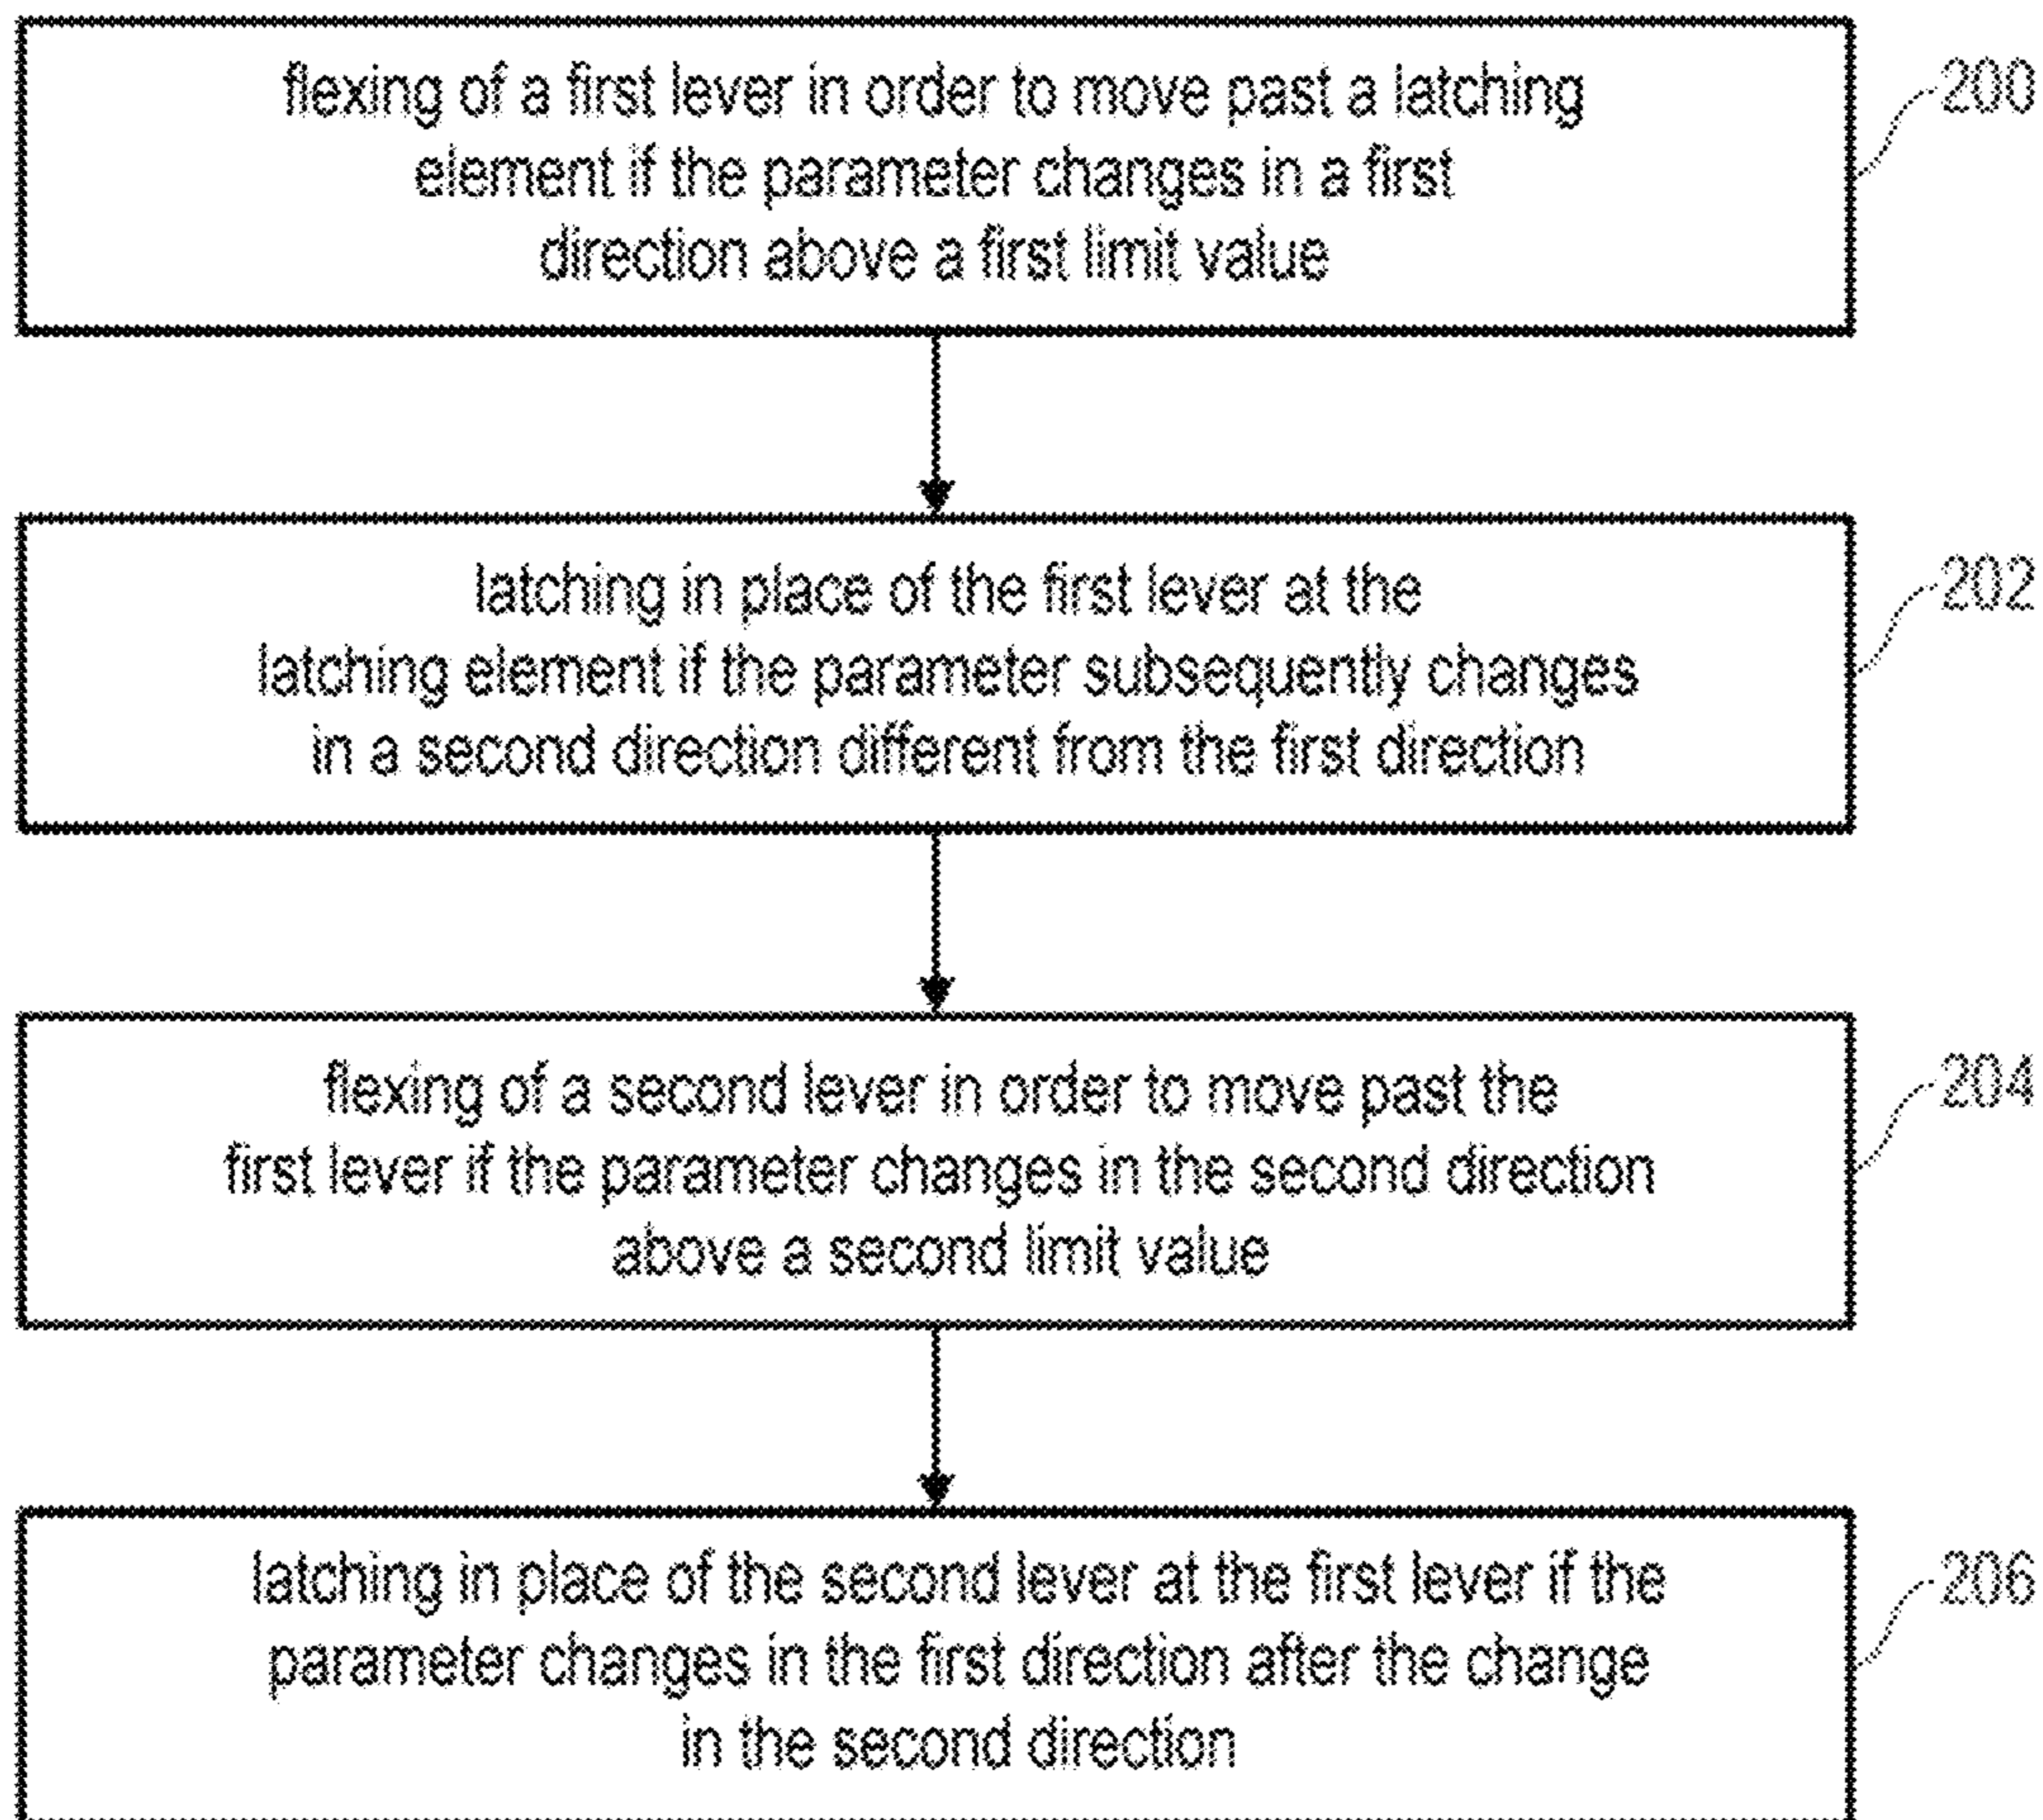 flexing of a first lever in order to move past a latching
element if the parameter changes in a first
direction above a first limit value
200
latching in place of the first lever at the
latching element if the parameter subsequently changes
in a second direction different from the first direction
202
flexing of a second lever in order to move past the
first lever if the parameter changes in the second direction
above a second limit value
204
latching in place of the second lever at the first lever if the
parameter changes in the first direction after the change
in the second direction
206